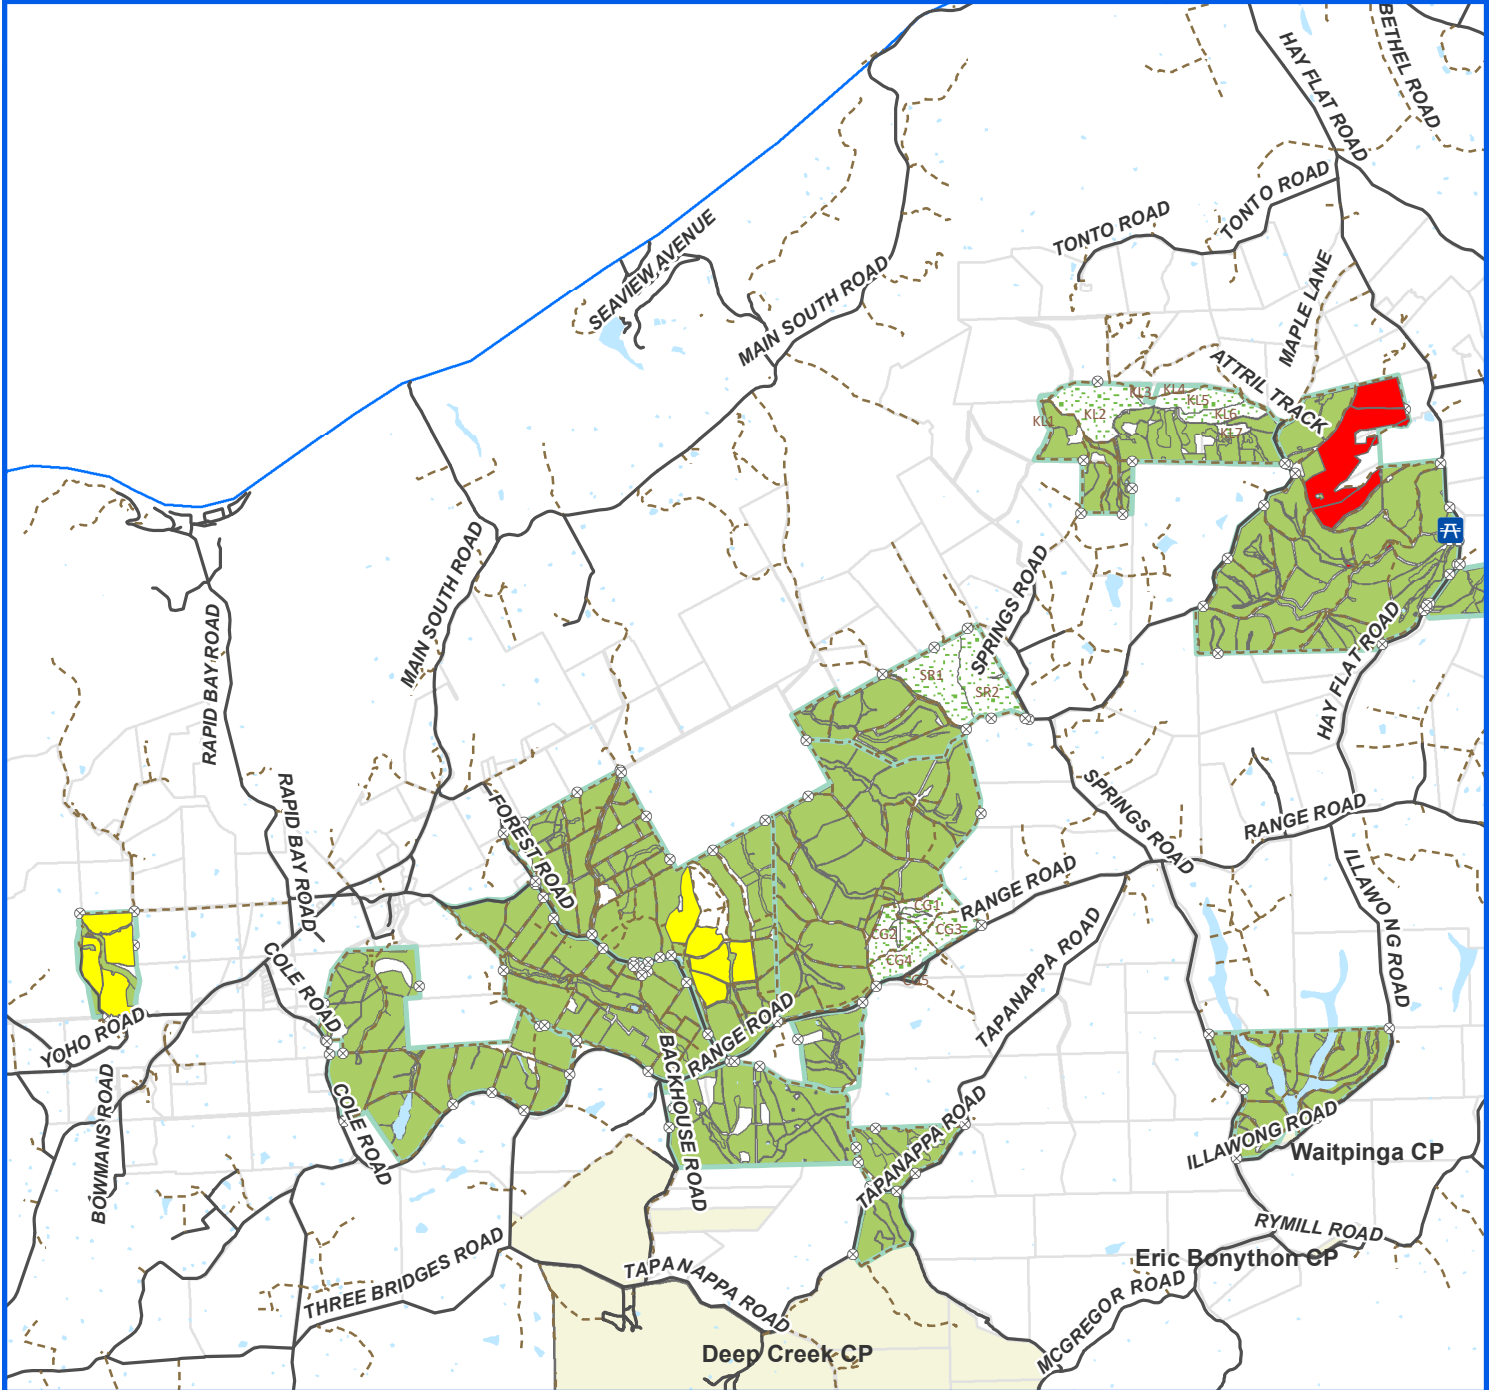 BETHEL ROAD
HAY FLAT ROAD
TONTO ROAD
TONTO ROAD
SEAVIEW AVENUE
MAIN SOUTH ROAD
MAPLE LANE
ATTRIL TRACK
KL3
KL4
KL5
KL1
KL2
KL6
KL7
MAIN SOUTH ROAD
SPRINGS ROAD
RAPID BAY ROAD
HAY FLAT ROAD
SR1
SR2
RAPID BAY ROAD
FOREST ROAD
SPRINGS ROAD
RANGE ROAD
RANGE ROAD
ILLAWONG ROAD
CG1
CG2
CG3
CG4
CG5
COLE ROAD
TAPANAPPA ROAD
YOHO ROAD
RANGE ROAD
BACKHOUSE ROAD
BOWMANS ROAD
COLE ROAD
TAPANAPPA ROAD
ILLAWONG ROAD
Waitpinga CP
RYMILL ROAD
Eric Bonython CP
THREE BRIDGES ROAD
TAPANAPPA ROAD
MCGREGOR ROAD
Deep Creek CP